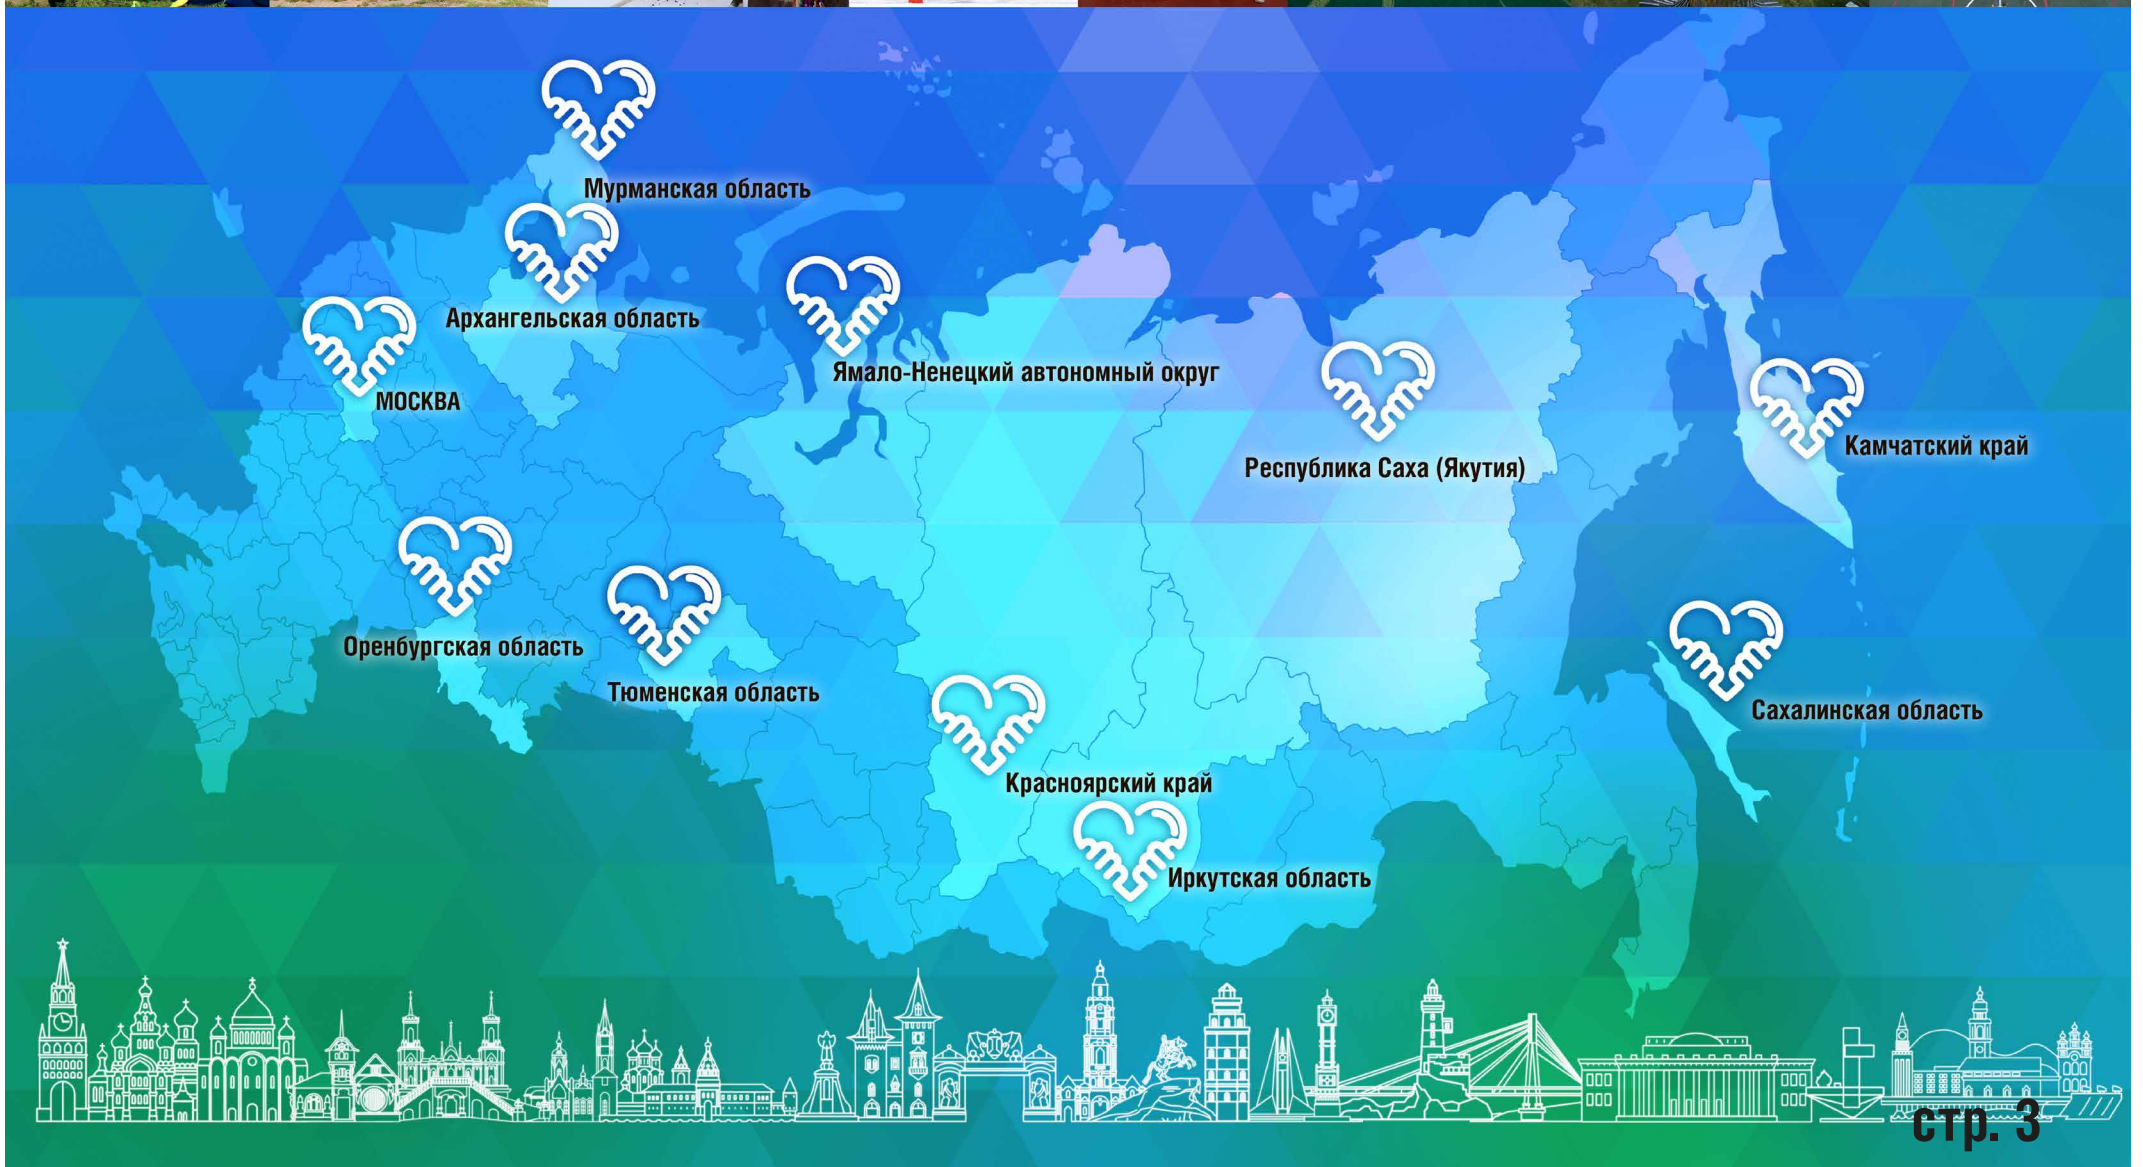 Мурманская область
Архангельская область
Ямало-Ненецкий автономный округ
МОСКВА
Камчатский край
Республика Саха (Якутия)
Оренбургская область
Тюменская область
Сахалинская область
Красноярский край
Иркутская область
стр. 3